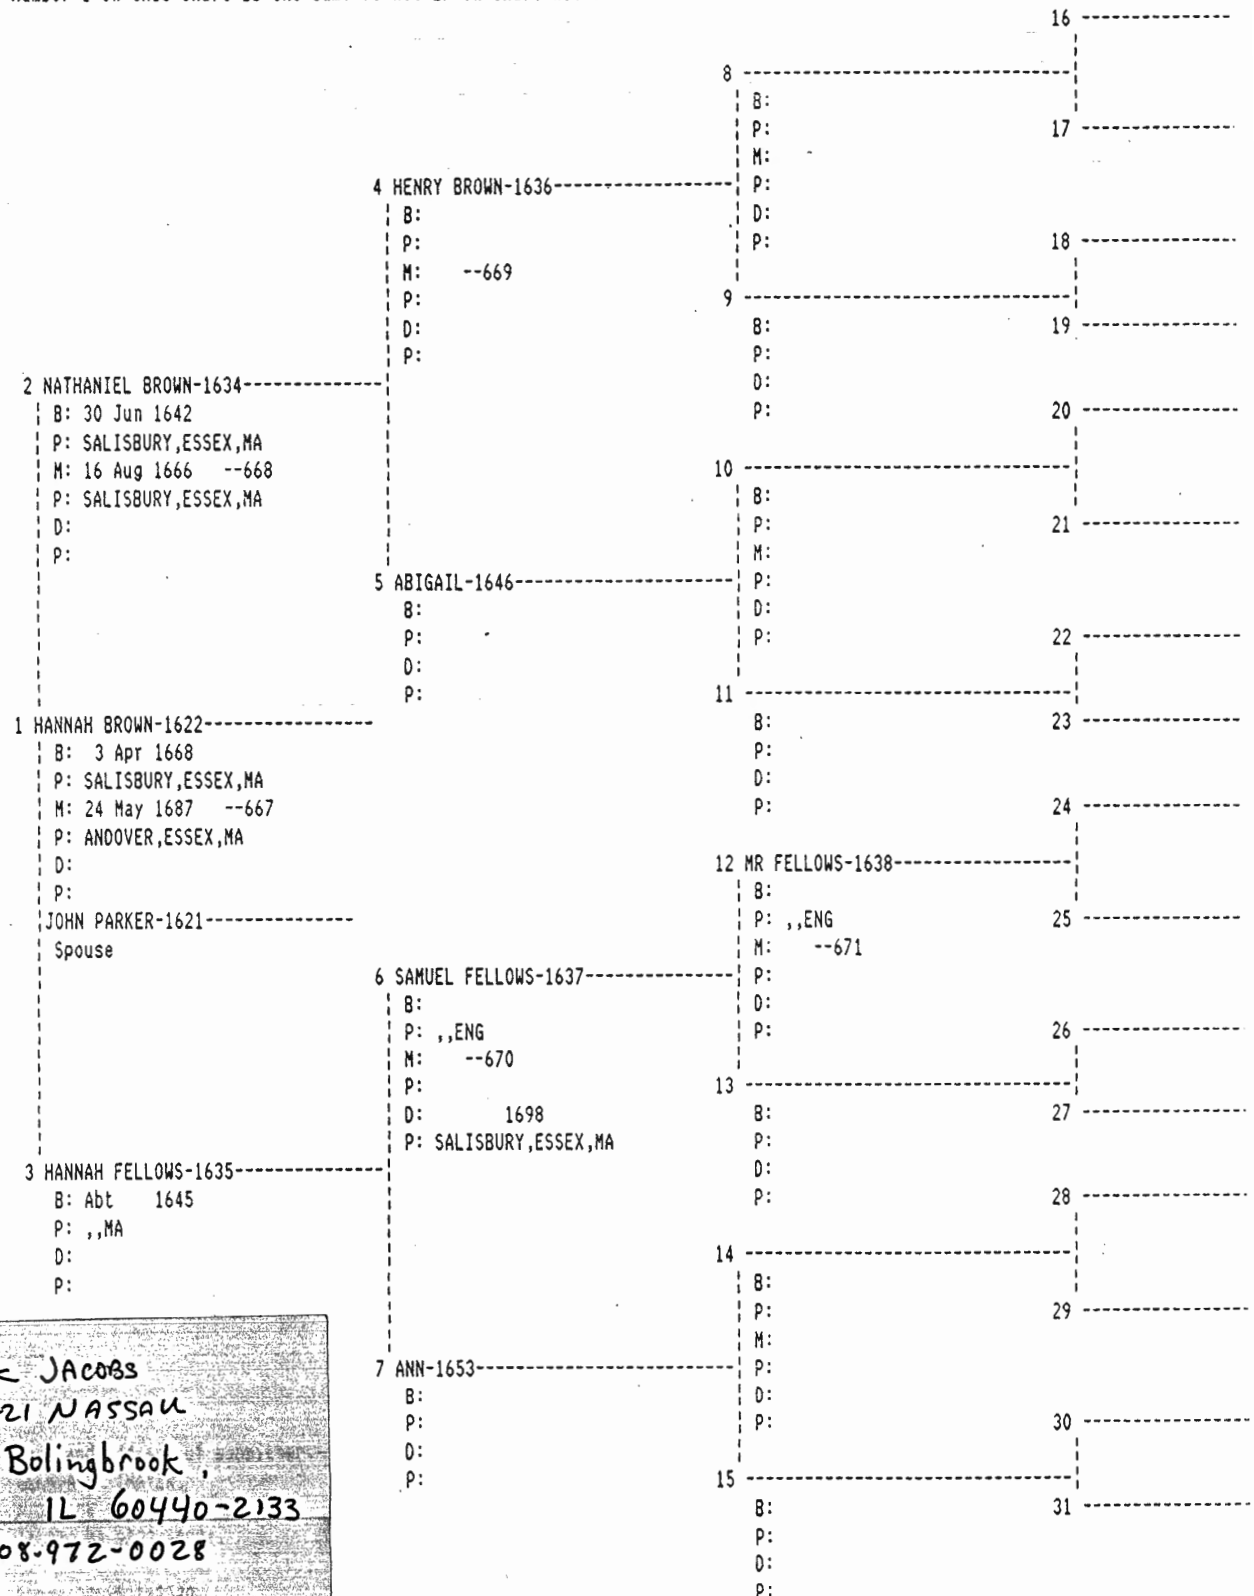 16
8
B:
P:
17
M:
4 HENRY BROWN-1636
P:
B:
D:
P:
P:
18
M: --669
P:
9
D:
B:
19
P:
P:
2 NATHANIEL BROWN-1634
D:
B: 30 Jun 1642
P:
20
P: SALISBURY,ESSEX,MA
M: 16 Aug 1666 --668
10
P: SALISBURY,ESSEX,MA
B:
D:
P:
21
P:
M:
5 ABIGAIL-1646
P:
B:
D:
P:
P:
22
D:
P:
11
1 HANNAH BROWN-1622
B:
23
B: 3 Apr 1668
P:
P: SALISBURY,ESSEX,MA
D:
M: 24 May 1687 --667
P:
24
P: ANDOVER,ESSEX,MA
D:
12 MR FELLOWS-1638
P:
B:
JOHN PARKER-1621
P: ,,ENG
25
Spouse
M: --671
6 SAMUEL FELLOWS-1637
P:
B:
D:
P: ,,ENG
P:
26
M: --670
P:
13
D: 1698
B:
27
P: SALISBURY,ESSEX,MA
P:
3 HANNAH FELLOWS-1635
D:
B: Abt 1645
P:
28
P: ,,MA
D:
14
P:
B:
P:
29
M:
7 ANN-1653
P:
B:
D:
P:
P:
30
D:
P:
15
B:
31
P:
D:
P:
JACOBS
21 NASSAU
Bolingbrook,
IL 60440-2133
08-972-0028